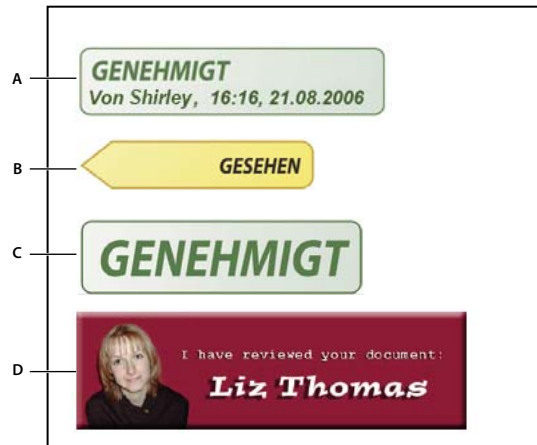 A
GENEHMIGT
Von Shirley, 16:16, 21.08.2006
B
GESEHEN
C
GENEHMIGT
D
I have reviewed your document:
Liz Thomas